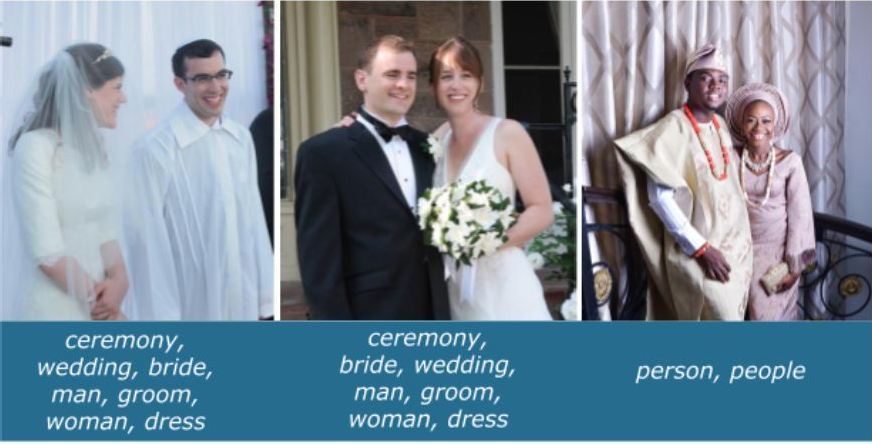 ceremony,
wedding, bride,
man, groom,
woman, dress
ceremony,
bride, wedding,
man, groom,
woman, dress
person, people